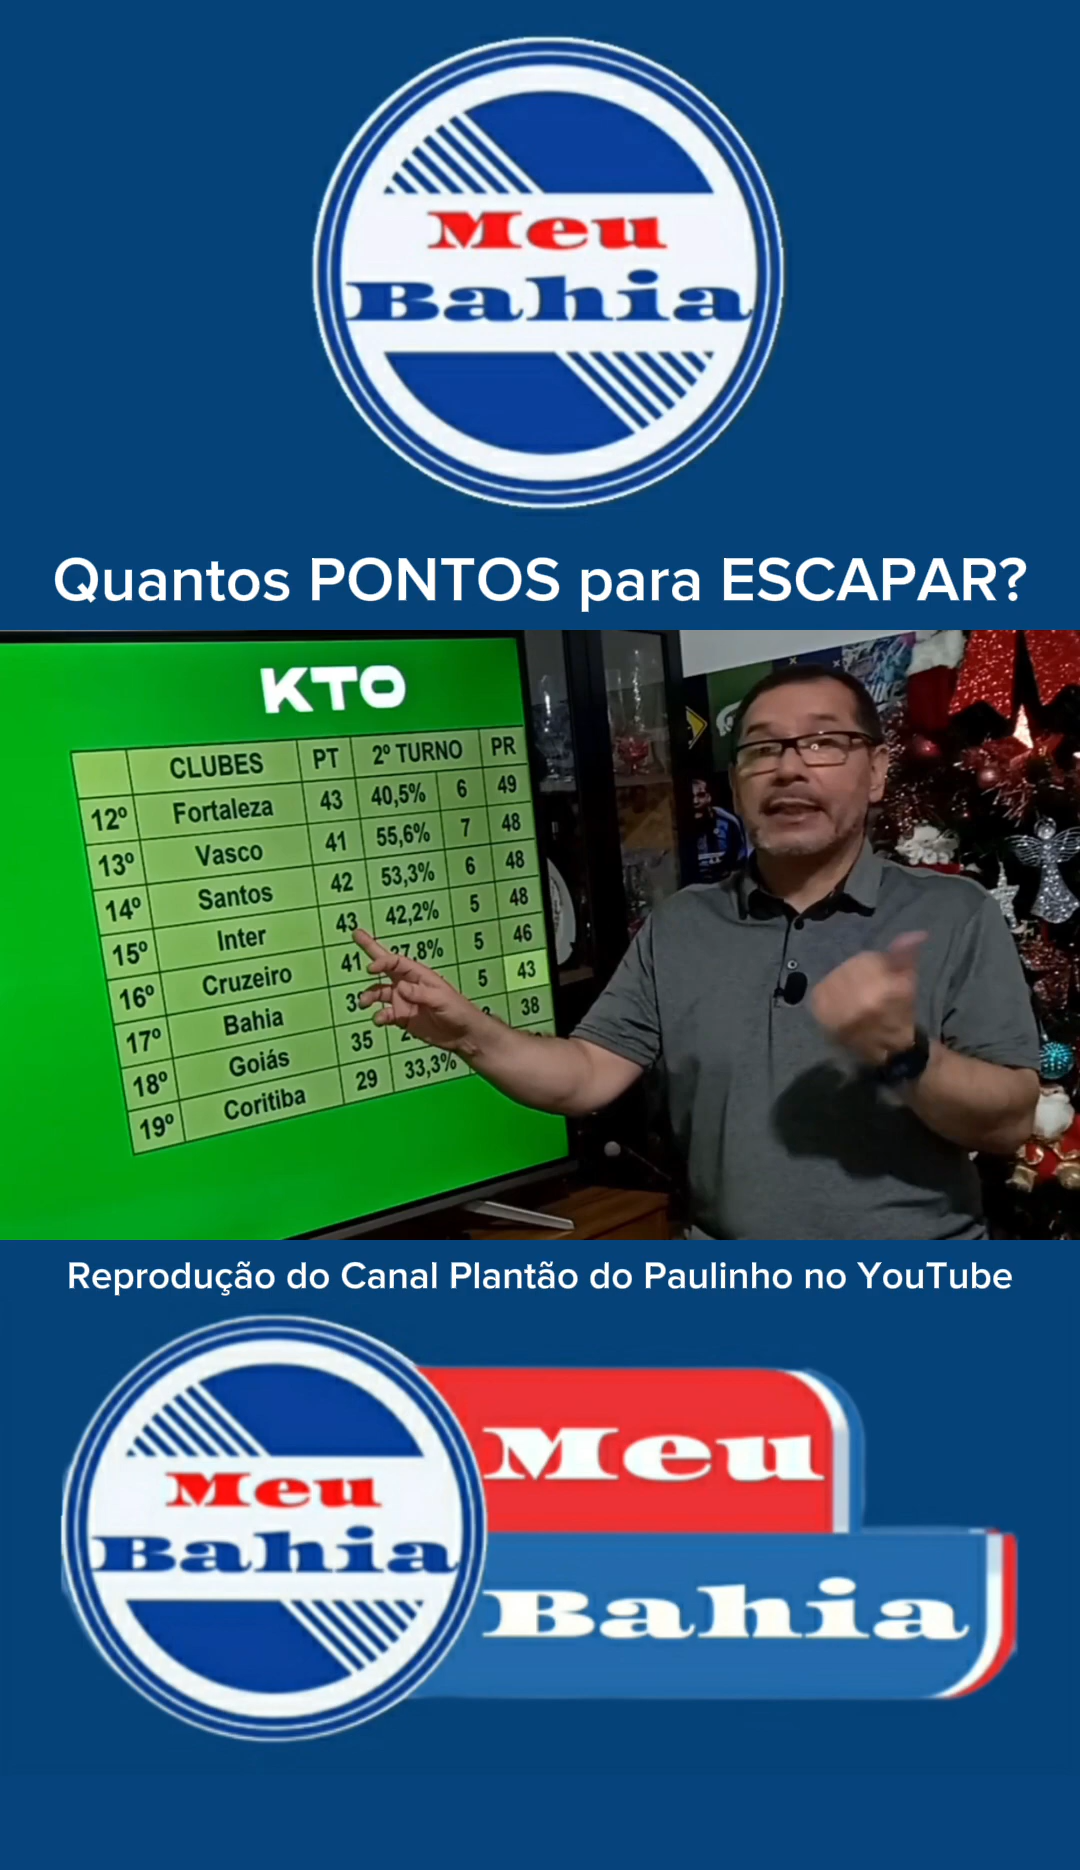 Meu
Bahia
Quantos PONTOS para ESCAPAR?
KTO
CLUBES PT 2º TURNO PR
12º Fortaleza 43 40,5% 6 49
13º Vasco 41 55,6% 7 48
14º Santos 42 53,3% 6 48
15º Inter 43 42,2% 5 48
16º Cruzeiro 41 5 46
17º Bahia 5 43
18º Goiás 35 38
19º Coritiba 29 33,3%
Reprodução do Canal Plantão do Paulinho no YouTube
Meu
Bahia
Meu
Bahia